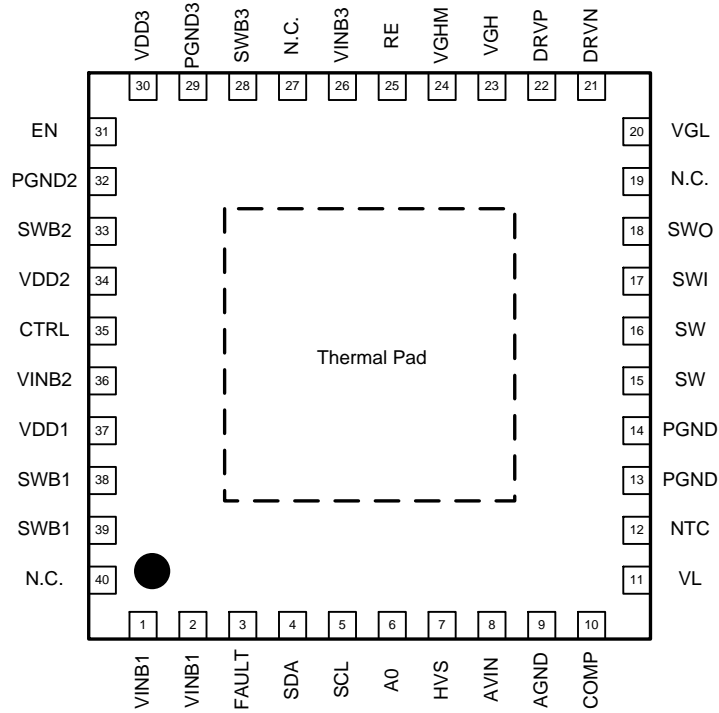 VDD3
PGND3
SWB3
N.C.
VINB3
RE
VGHM
VGH
DRVP
DRVN
30 29 28 27 26 25 24 23 22 21
EN 31 20 VGL
PGND2 32 19 N.C.
SWB2 33 18 SWO
VDD2 34 17 SWI
CTRL 35 16 SW
VINB2 36 15 SW
VDD1 37 14 PGND
SWB1 38 13 PGND
SWB1 39 12 NTC
N.C. 40 11 VL
Thermal Pad
1 2 3 4 5 6 7 8 9 10
VINB1
VINB1
FAULT
SDA
SCL
A0
HVS
AVIN
AGND
COMP